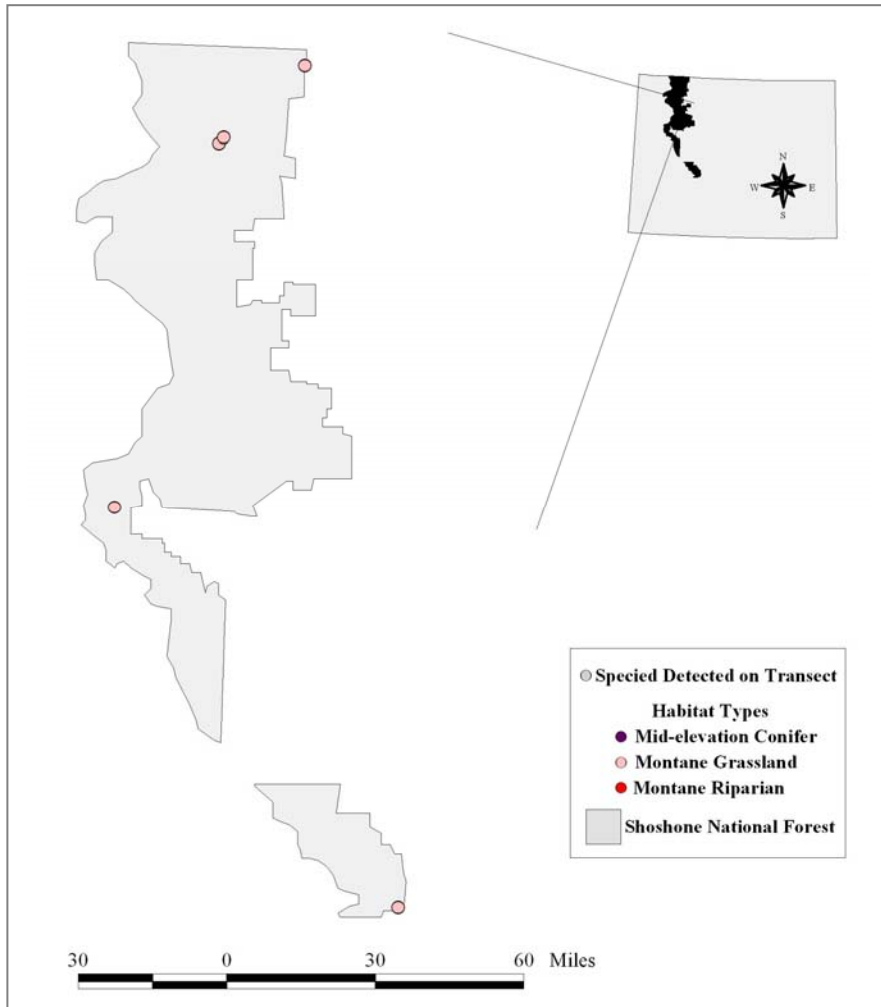 N
W E
S
Specied Detected on Transect
Habitat Types
Mid-elevation Conifer
Montane Grassland
Montane Riparian
Shoshone National Forest
30 0 30 60 Miles